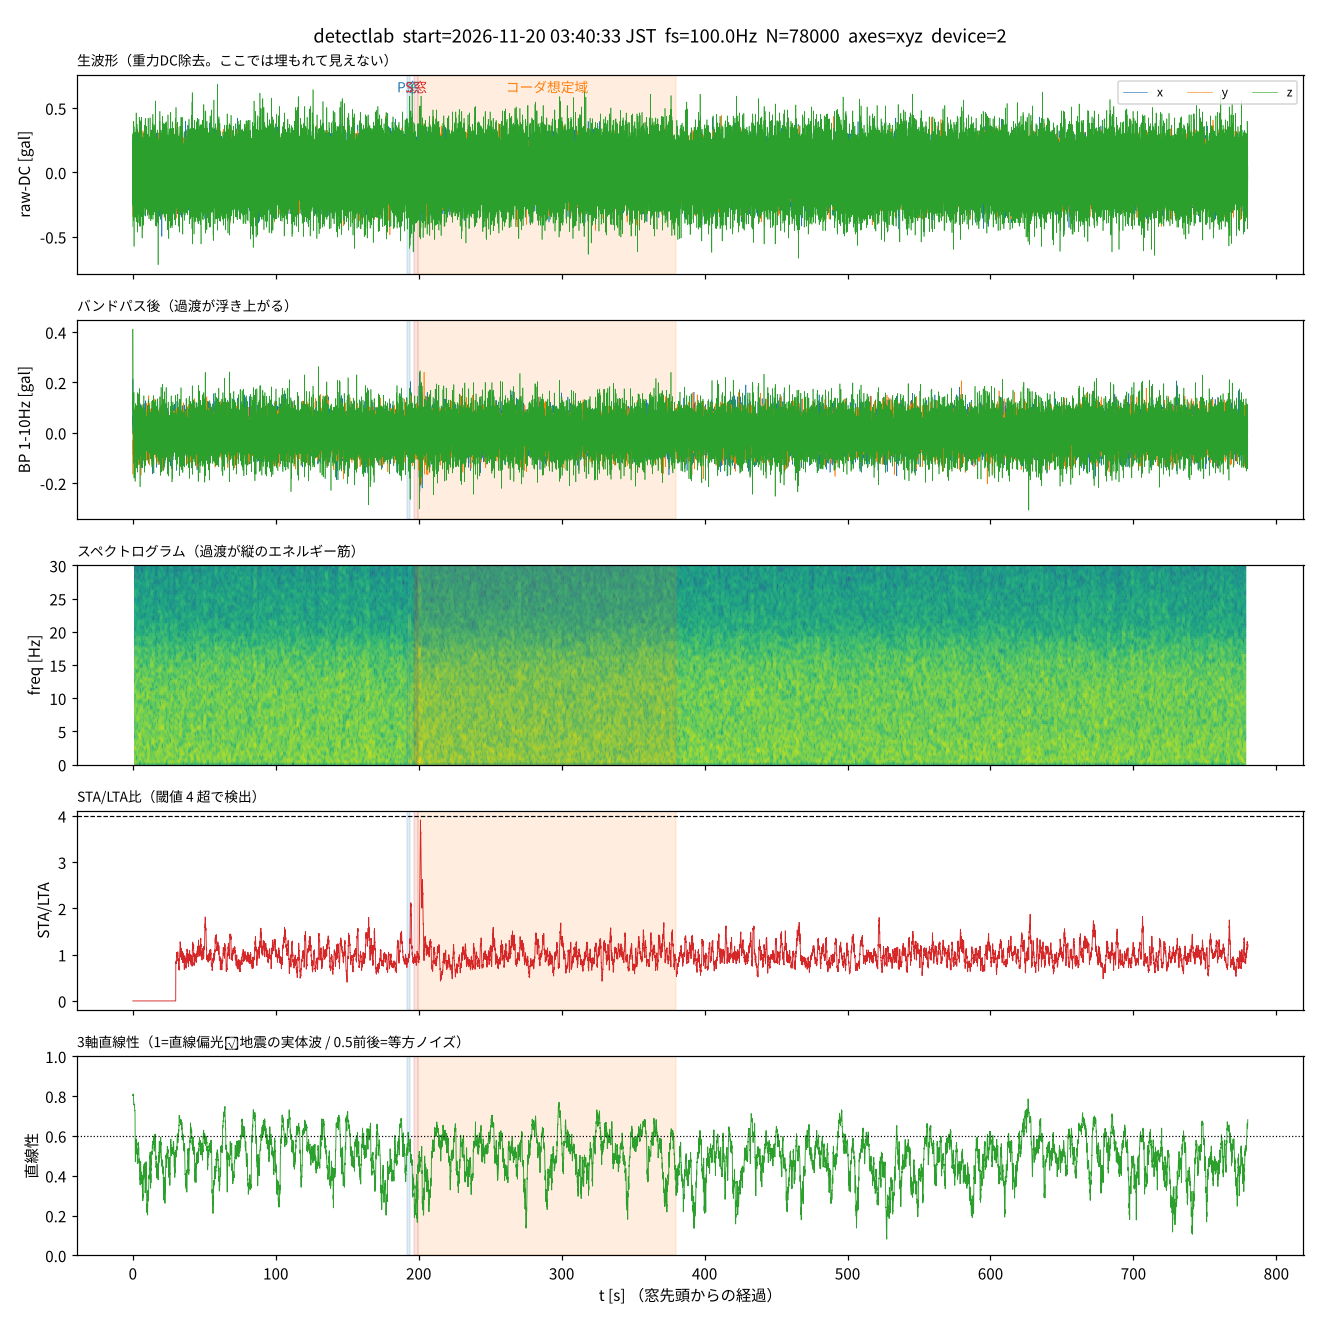 detectlab start=2026-11-20 03:40:33 JST fs=100.0Hz N=78000 axes=xyz device=2
生波形（重力DC除去。ここでは埋もれて見えない）
コーダ想定域
x y z
0.5
0.0
-0.5
raw-DC [gal]
バンドパス後（過渡が浮き上がる）
0.4
0.2
0.0
-0.2
BP 1-10Hz [gal]
スペクトログラム（過渡が縦のエネルギー筋）
30
25
20
15
10
5
0
freq [Hz]
STA/LTA比（閾値 4 超で検出）
4
3
2
1
0
STA/LTA
3軸直線性（1=直線偏光 地震の実体波 / 0.5前後=等方ノイズ）
1.0
0.8
0.6
0.4
0.2
0.0
直線性
0 100 200 300 400 500 600 700 800
t [s] （窓先頭からの経過）